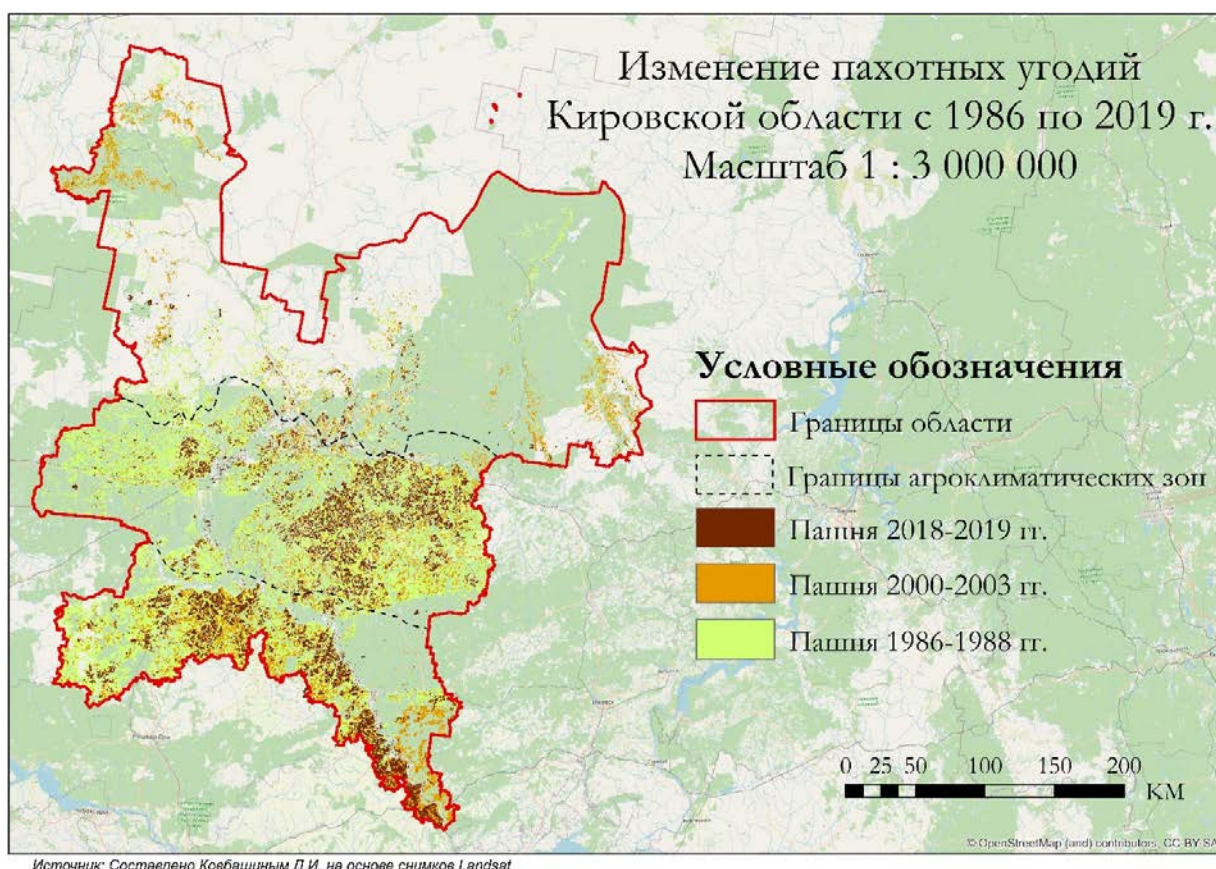 Изменение пахотных угодий
Кировской области с 1986 по 2019 г.
Масштаб 1 : 3 000 000
Условные обозначения
Границы области
Границы агроклиматических зон
Пашня 2018-2019 гг.
Пашня 2000-2003 гг.
Пашня 1986-1988 гг.
0 25 50 100 150 200
КМ
© OpenStreetMap (and) contributors, CC BY SA
Источник: Составлено Ковбашиным Д.И. на основе снимков Landsat